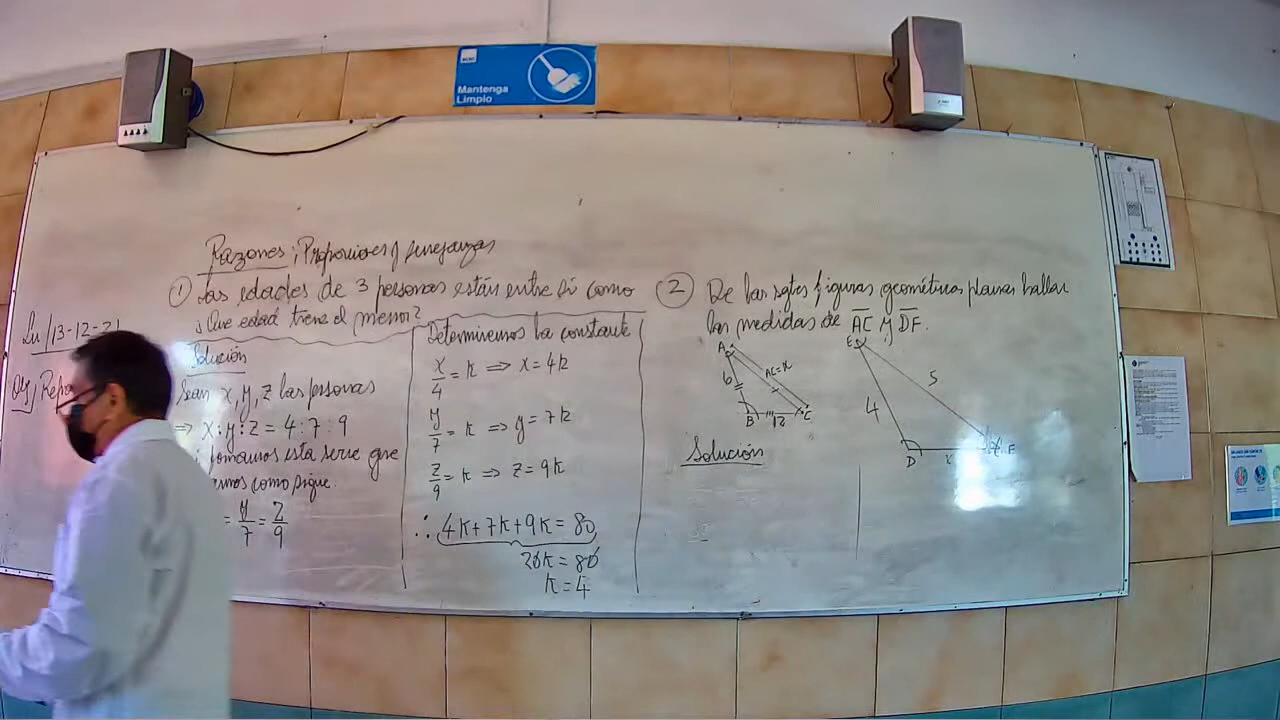 Mantenga
Limpio
Razones; Proporciones y semejanzas
① Las edades de 3 personas están entre sí como
¿Que edad tiene el menor?
Lu/13-12-21
Obj/
Solución
Sean x, y, z las personas
⇒ x : y : z = 4 : 7 : 9
formamos esta serie que
como sigue.
= y/7 = z/9
Determinemos la constante
x/4 = k ⇒ x = 4k
y/7 = k ⇒ y = 7k
z/9 = k ⇒ z = 9k
∴ 4k+7k+9k = 80
20k = 80
k = 4
② De las sgtes figuras geométricas planas hallar
las medidas de AC y DF.
A
6
AC=x
B
12
C
E
4
5
D
x
F
Solución